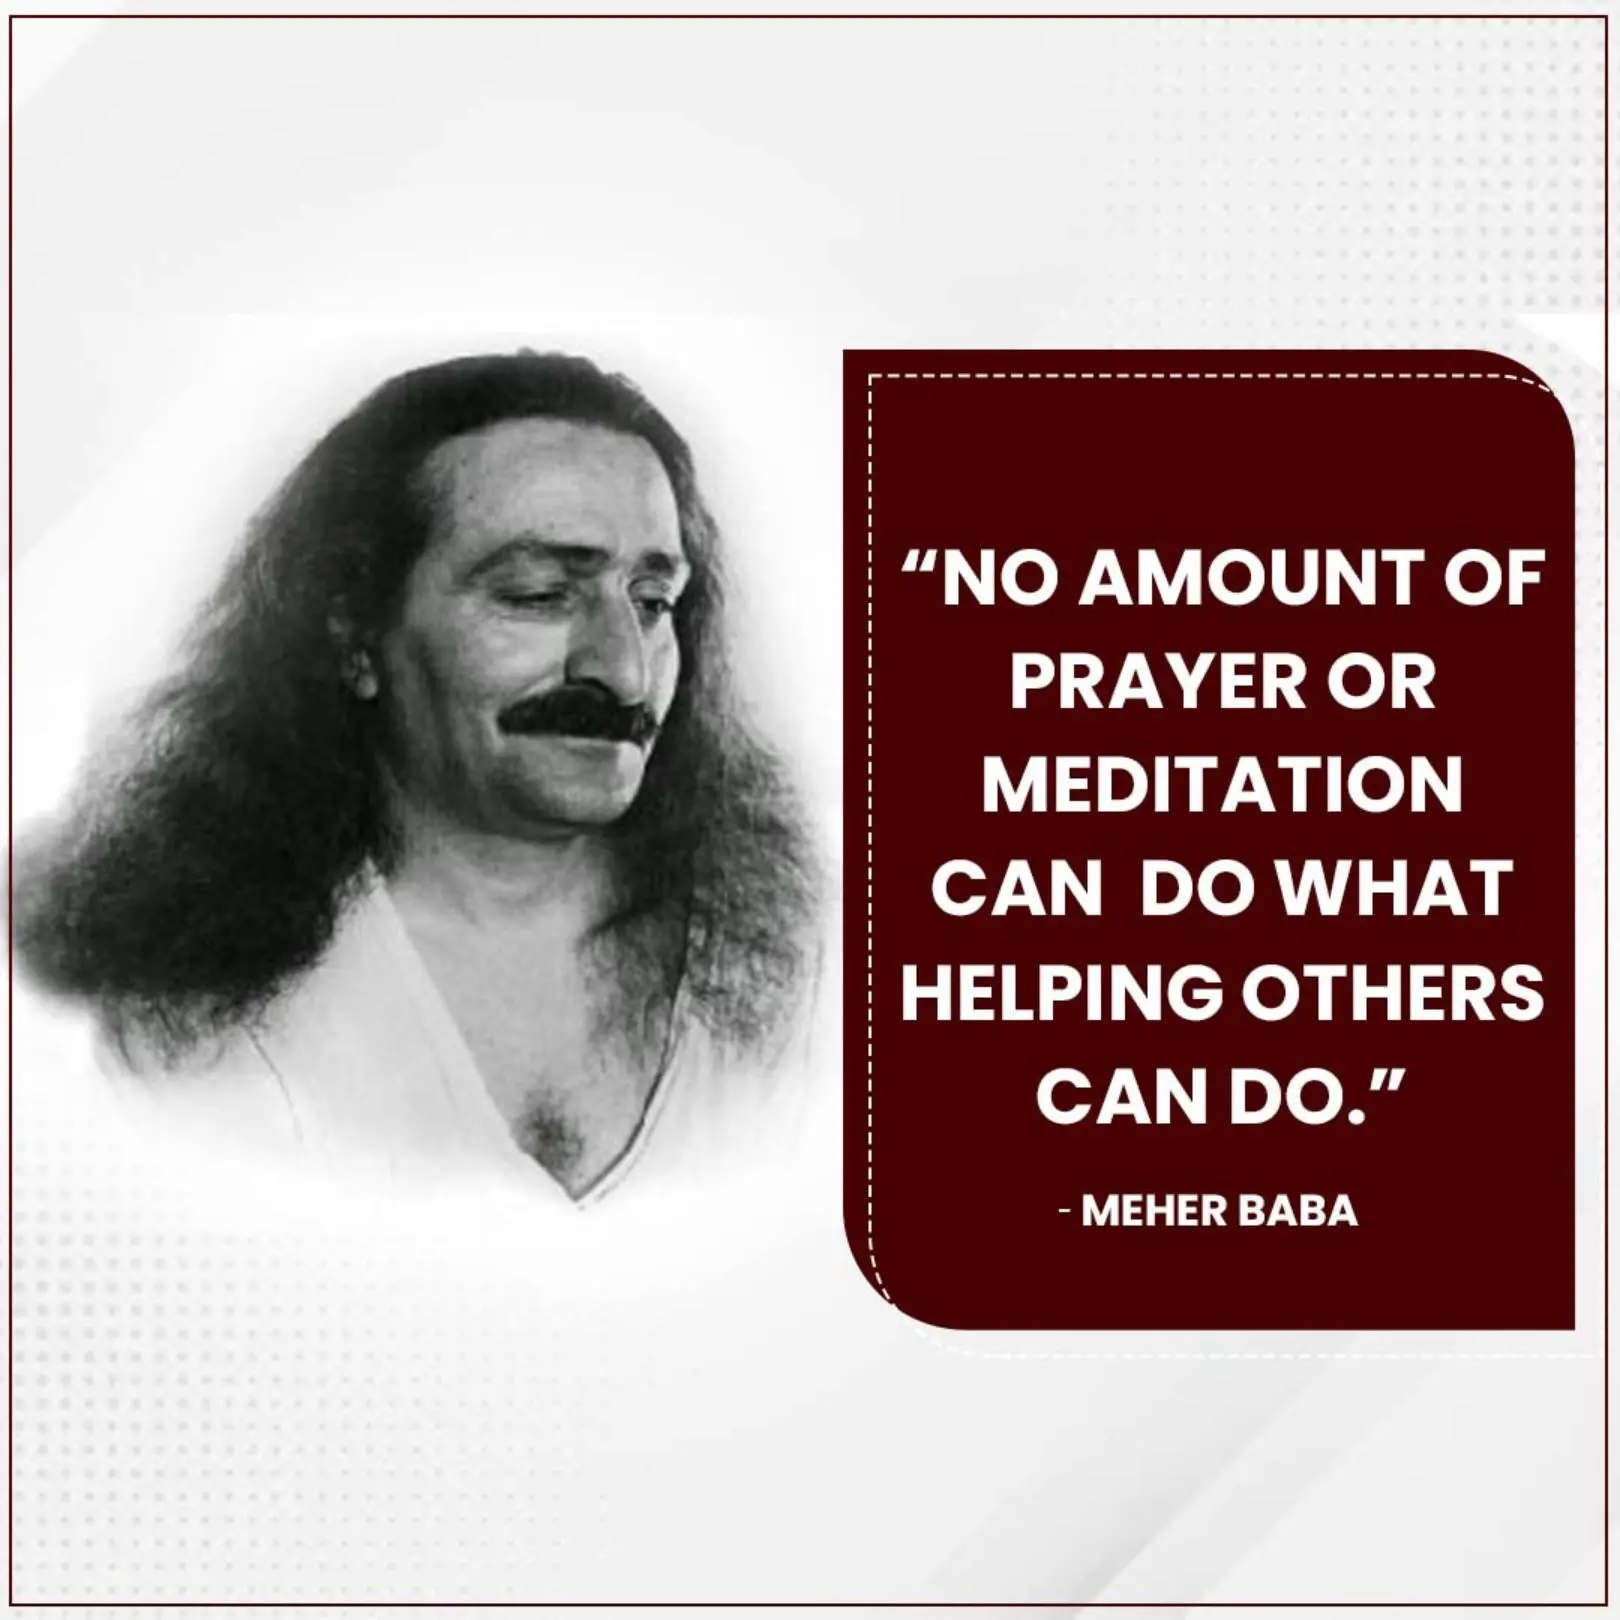 “NO AMOUNT OF
PRAYER OR
MEDITATION
CAN DO WHAT
HELPING OTHERS
CAN DO.”
- MEHER BABA